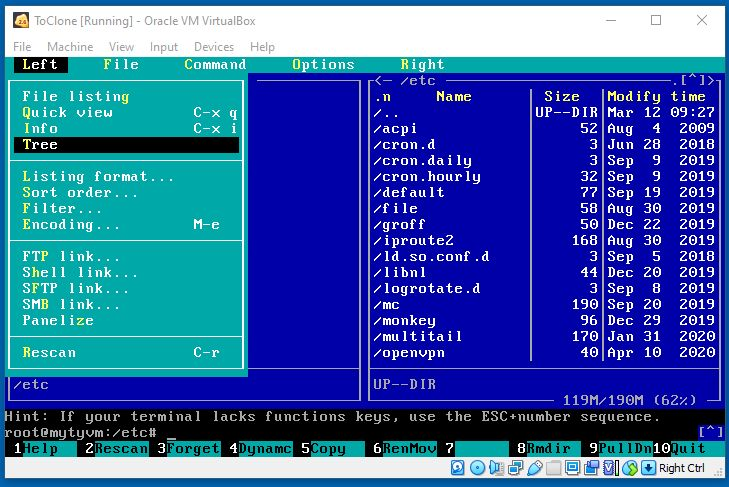 ToClone [Running] - Oracle VM VirtualBox
File Machine View Input Devices Help
Left File Command Options Right
File listing
Quick view C-x q
Info C-x i
Tree
Listing format...
Sort order...
Filter...
Encoding... M-e
FTP link...
Shell link...
SFTP link...
SMB link...
Panelize
Rescan C-r
/etc
<─ /etc .[^]>
.n Name Size Modify time
/.. UP--DIR Mar 12 09:27
/acpi 52 Aug 4 2009
/cron.d 3 Jun 28 2018
/cron.daily 3 Sep 9 2019
/cron.hourly 32 Sep 9 2019
/default 77 Sep 19 2019
/file 58 Aug 30 2019
/groff 50 Dec 22 2019
/iproute2 168 Aug 30 2019
/ld.so.conf.d 3 Sep 5 2018
/libnl 44 Dec 20 2019
/logrotate.d 3 Sep 8 2019
/mc 190 Sep 20 2019
/monkey 96 Dec 29 2019
/multitail 170 Jan 31 2020
/openvpn 40 Apr 10 2020
UP--DIR
119M/190M (62%)
Hint: If your terminal lacks functions keys, use the ESC+number sequence.
root@mytyvm:/etc# _ [^]
1Help 2Rescan 3Forget 4Dynamc 5Copy 6RenMov 7 8Rmdir 9PullDn 10Quit
Right Ctrl